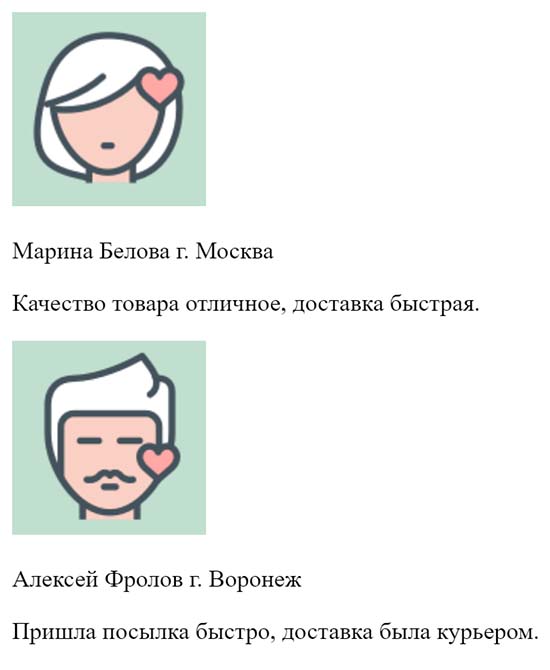 Марина Белова г. Москва
Качество товара отличное, доставка быстрая.
Алексей Фролов г. Воронеж
Пришла посылка быстро, доставка была курьером.